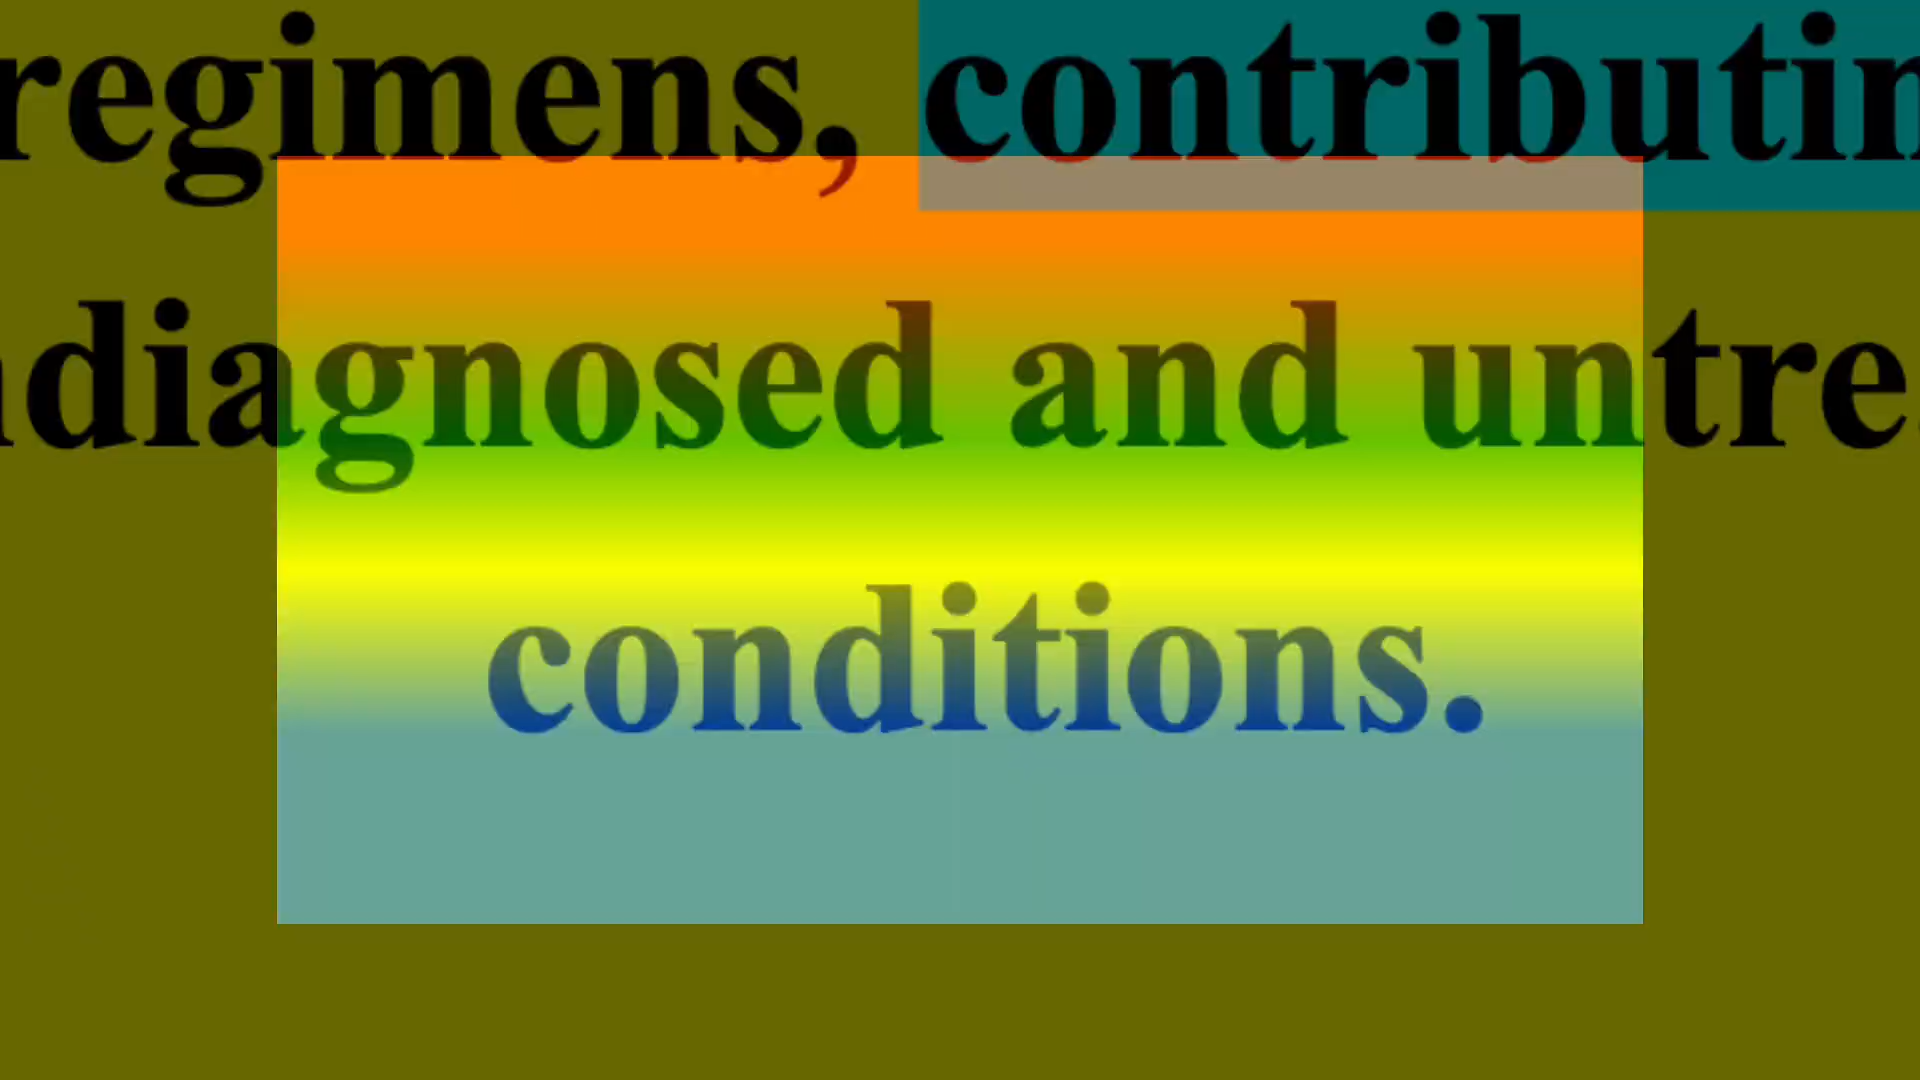 regimens, contributin
diagnosed and untre
conditions.